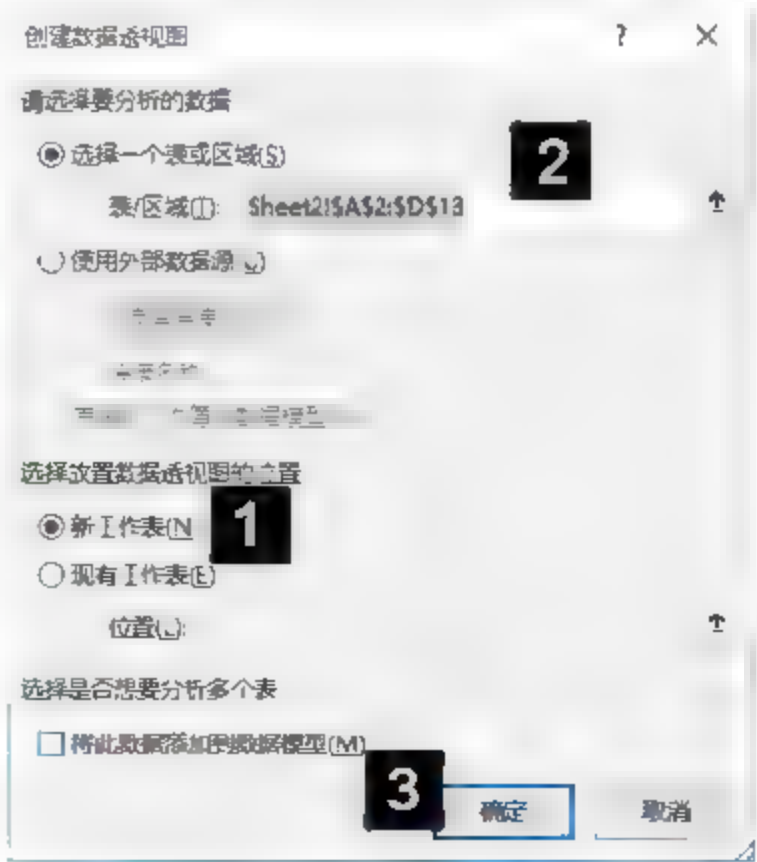 创建数据透视图 ? ×
请选择要分析的数据
选择一个表或区域(S)
2
表/区域(T): Sheet2!$A$2:$D$13
使用外部数据源
选择放置数据透视图的位置
新工作表(N
1
现有工作表(E)
位置(L):
选择是否想要分析多个表
将此数据添加到数据模型(M)
3
确定 取消